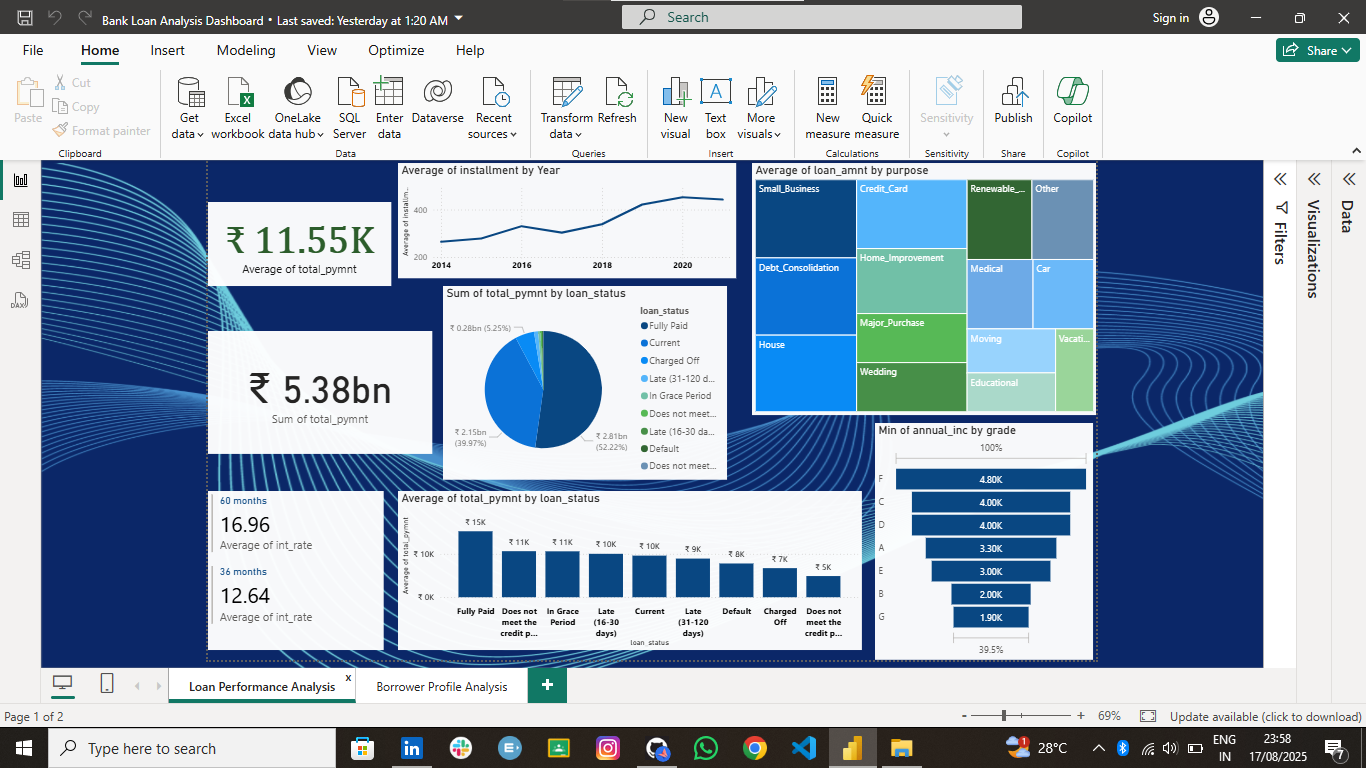 Bank Loan Analysis Dashboard • Last saved: Yesterday at 1:20 AM
Search
Sign in
File
Home
Insert
Modeling
View
Optimize
Help
Share
Paste
Cut
Copy
Format painter
Clipboard
Get data
Excel workbook
OneLake data hub
SQL Server
Enter data
Dataverse
Recent sources
Data
Transform data
Refresh
Queries
New visual
Text box
More visuals
Insert
New measure
Quick measure
Calculations
Sensitivity
Sensitivity
Publish
Share
Copilot
Copilot
₹ 11.55K
Average of total_pymnt
Average of installment by Year
Average of installm...
400
200
2014
2016
2018
2020
Average of loan_amnt by purpose
Small_Business
Debt_Consolidation
House
Credit_Card
Home_Improvement
Major_Purchase
Wedding
Renewable_...
Other
Medical
Car
Moving
Educational
Vacati...
Filters
Visualizations
Data
₹ 5.38bn
Sum of total_pymnt
Sum of total_pymnt by loan_status
₹ 0.28bn (5.25%)
₹ 2.15bn
(39.97%)
₹ 2.81bn
(52.22%)
loan_status
Fully Paid
Current
Charged Off
Late (31-120 d...
In Grace Period
Does not meet...
Late (16-30 da...
Default
Does not meet...
Min of annual_inc by grade
100%
F 4.80K
C 4.00K
D 4.00K
A 3.30K
E 3.00K
B 2.00K
G 1.90K
39.5%
60 months
16.96
Average of int_rate
36 months
12.64
Average of int_rate
Average of total_pymnt by loan_status
Average of total_pymnt
₹ 10K
₹ 0K
₹ 15K
₹ 11K
₹ 11K
₹ 10K
₹ 10K
₹ 9K
₹ 8K
₹ 7K
₹ 5K
Fully Paid
Does not meet the credit p...
In Grace Period
Late (16-30 days)
Current
Late (31-120 days)
Default
Charged Off
Does not meet the credit p...
loan_status
Loan Performance Analysis
x
Borrower Profile Analysis
Page 1 of 2
69%
Update available (click to download)
Type here to search
28°C
ENG
IN
23:58
17/08/2025
7